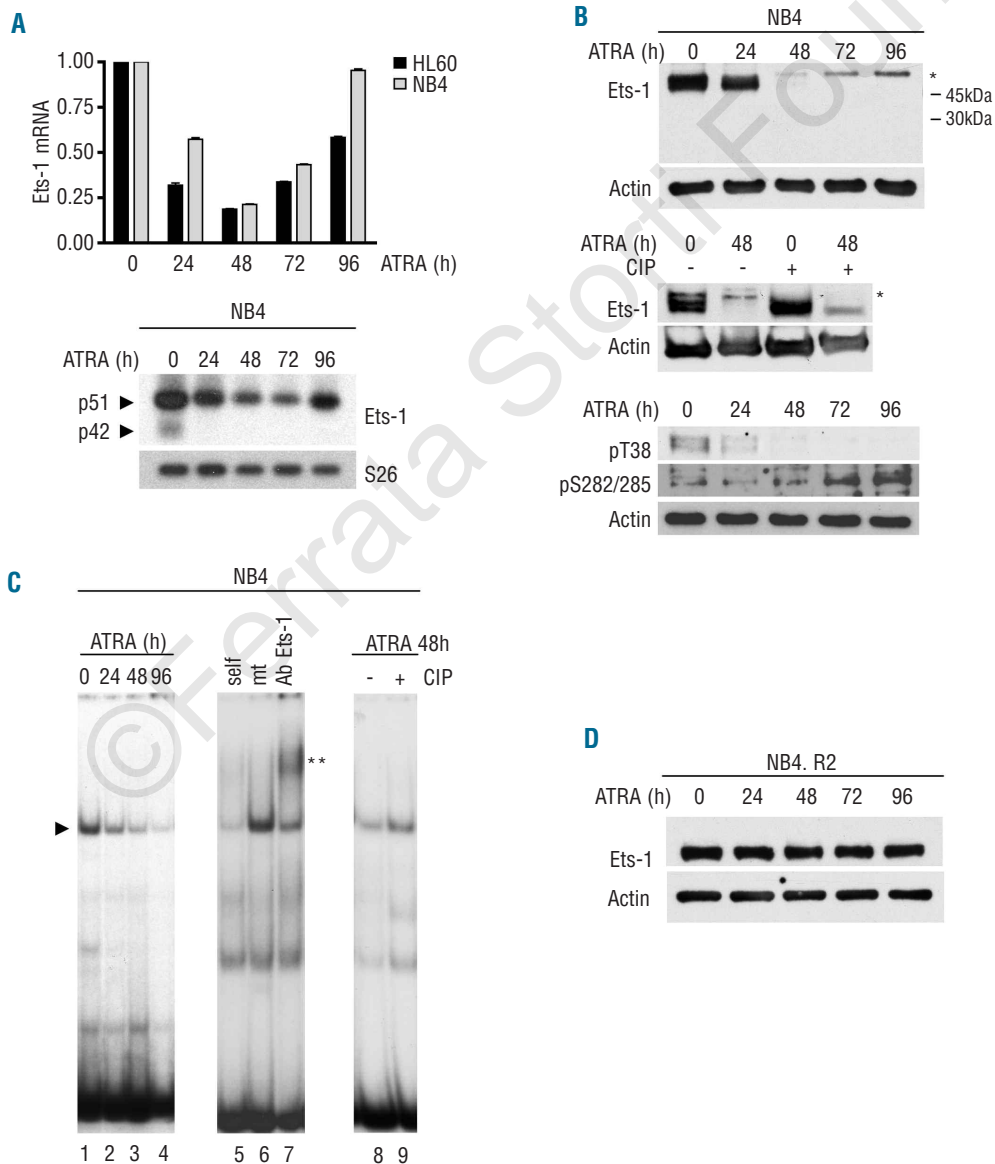 A
1.00
0.75
0.50
0.25
0.00
Ets-1 mRNA
HL60
NB4
0 24 48 72 96 ATRA (h)
NB4
ATRA (h) 0 24 48 72 96
p51
p42
Ets-1
S26
B
NB4
ATRA (h) 0 24 48 72 96
Ets-1
*
– 45kDa
– 30kDa
Actin
ATRA (h) 0 48 0 48
CIP - - + +
Ets-1
*
Actin
ATRA (h) 0 24 48 72 96
pT38
pS282/285
Actin
C
NB4
ATRA (h)
0 24 48 96
self mt Ab Ets-1
ATRA 48h
- + CIP
**
1 2 3 4 5 6 7 8 9
D
NB4. R2
ATRA (h) 0 24 48 72 96
Ets-1
Actin
©Ferrata Storti Foun